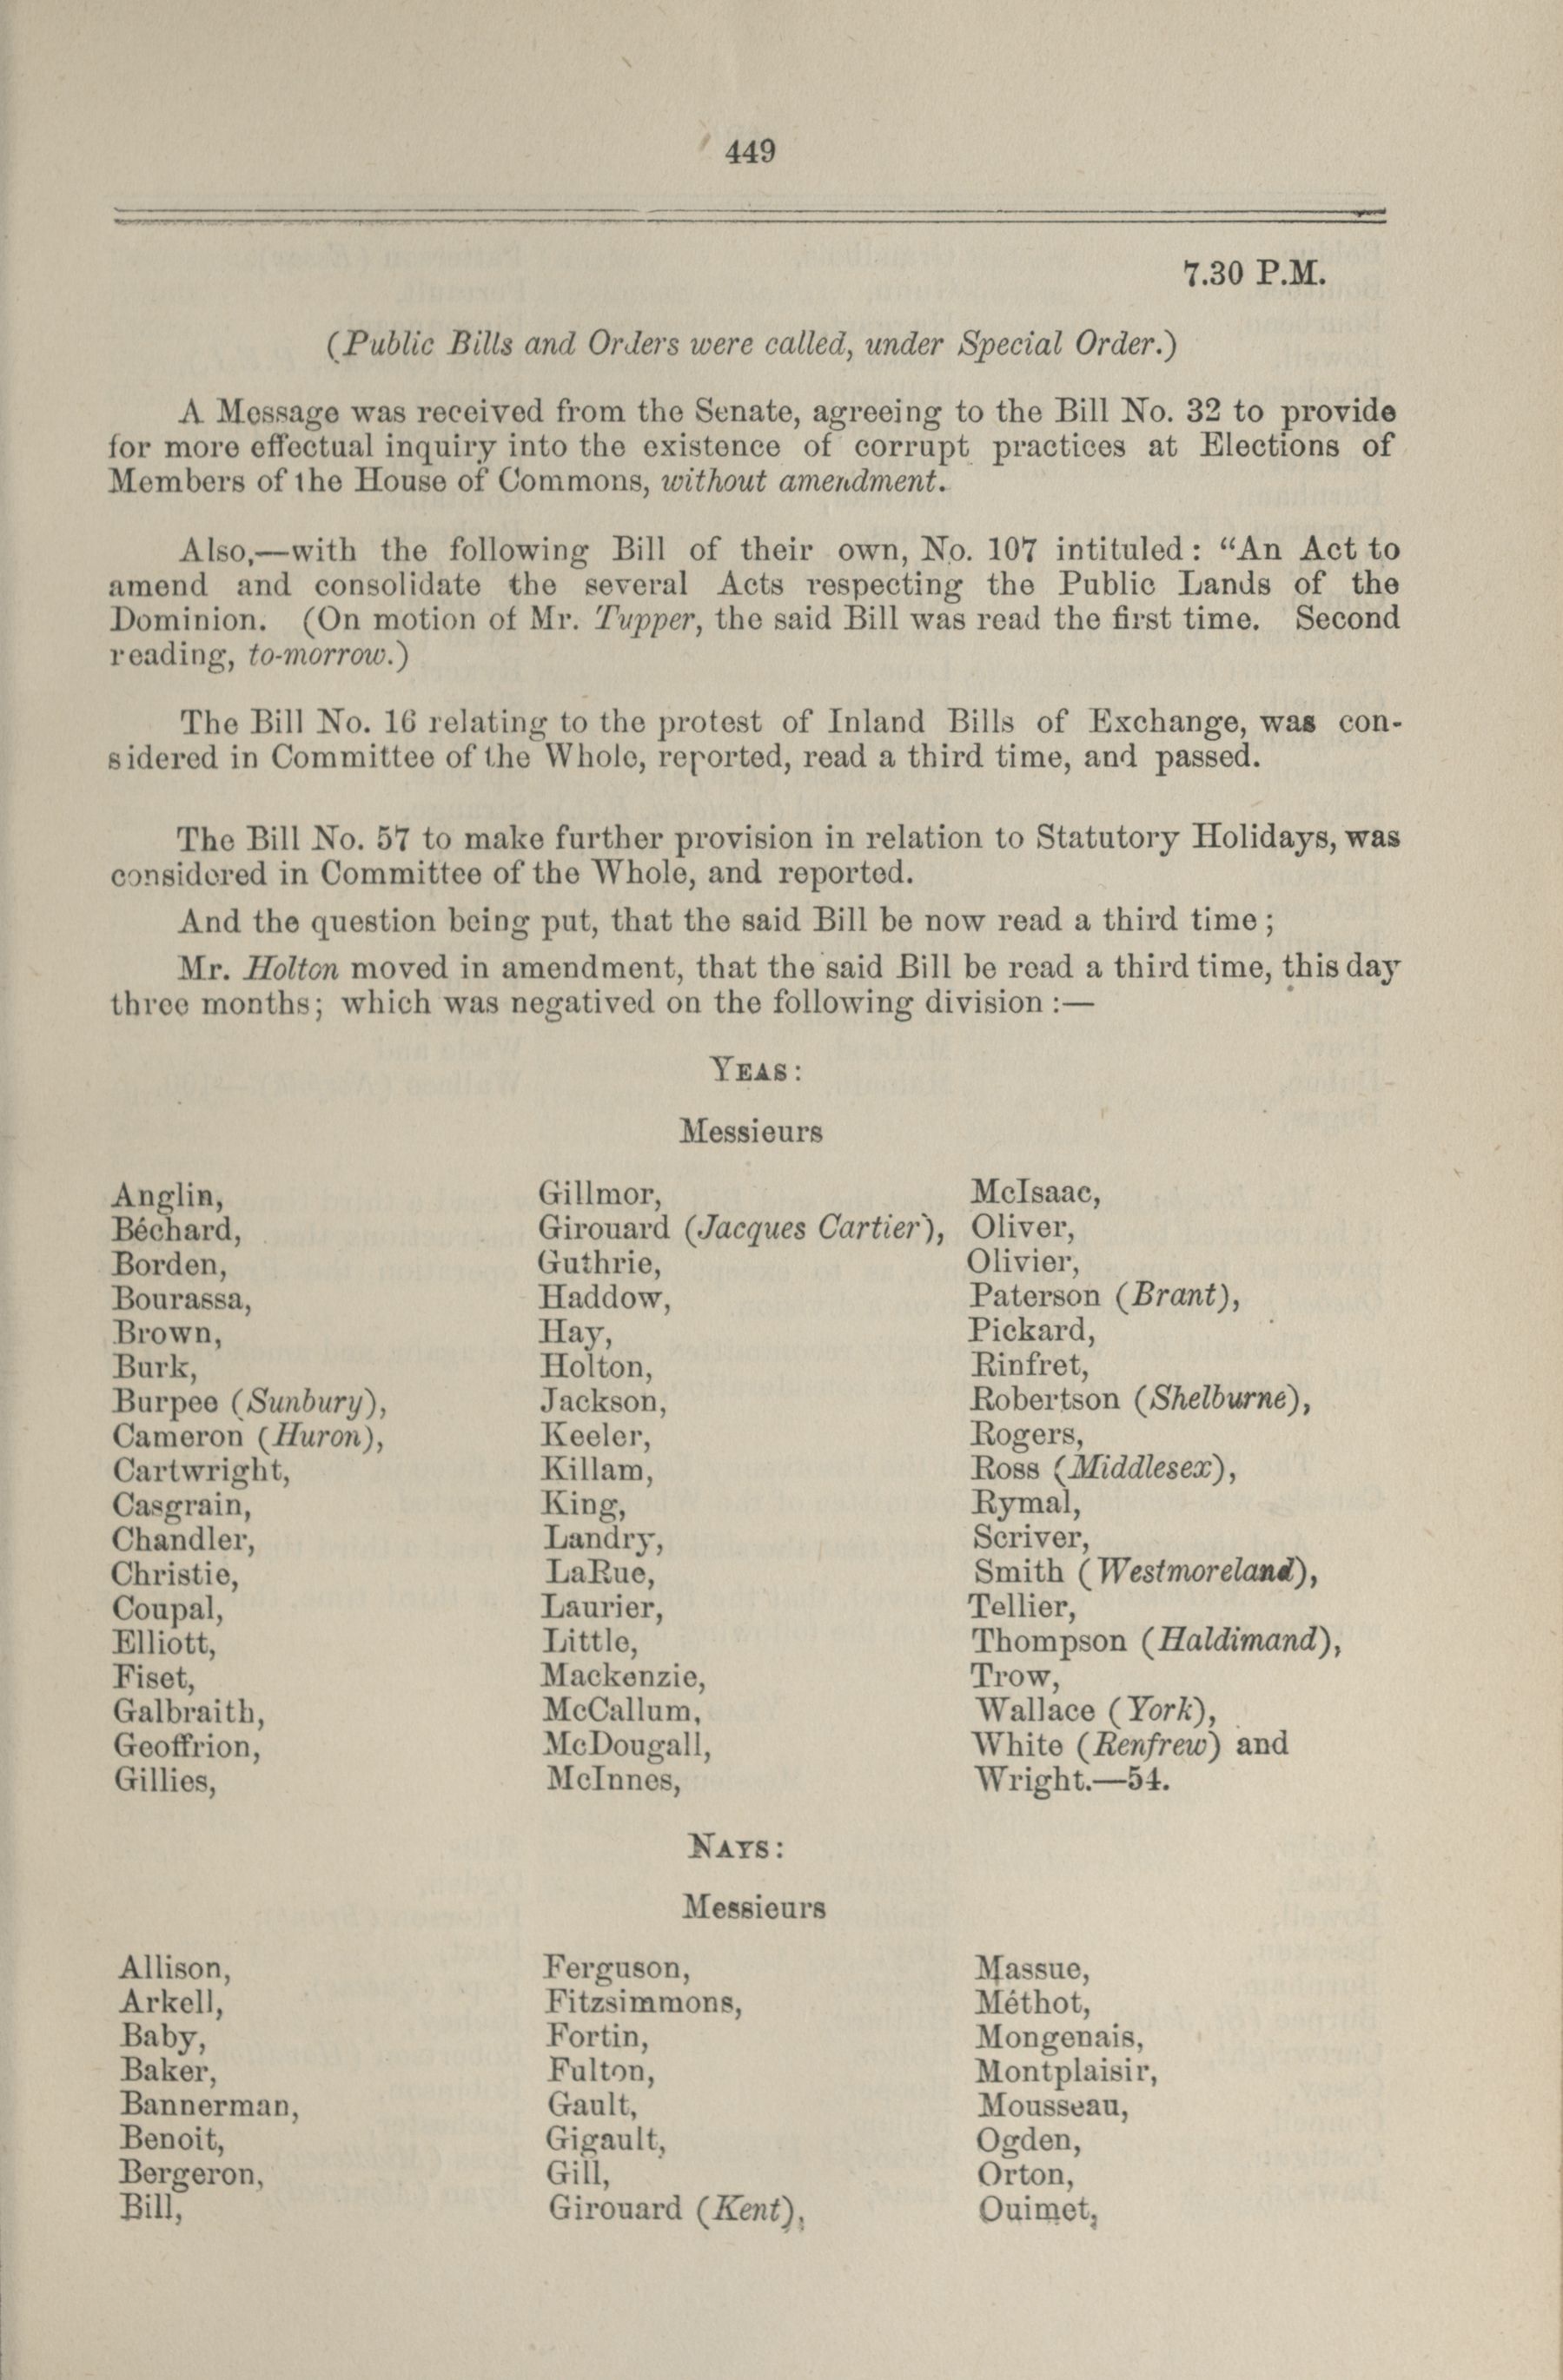 449
7.30 P.M.
(Public Bills and Orders were called, under Special Order.)
A Message was received from the Senate, agreeing to the Bill No. 32 to provide
for more effectual inquiry into the existence of corrupt practices at Elections of
Members of the House of Commons, without amendment.
Also,—with the following Bill of their own, No. 107 intituled: "An Act to
amend and consolidate the several Acts respecting the Public Lands of the
Dominion. (On motion of Mr. Tupper, the said Bill was read the first time. Second
reading, to-morrow.)
The Bill No. 16 relating to the protest of Inland Bills of Exchange, was con-
sidered in Committee of the Whole, reported, read a third time, and passed.
The Bill No. 57 to make further provision in relation to Statutory Holidays, was
considered in Committee of the Whole, and reported.
And the question being put, that the said Bill be now read a third time;
Mr. Holton moved in amendment, that the said Bill be read a third time, this day
three months; which was negatived on the following division:—
YEAS:
Messieurs
Anglin,
Béchard,
Borden,
Bourassa,
Brown,
Burk,
Burpee (Sunbury),
Cameron (Huron),
Cartwright,
Casgrain,
Chandler,
Christie,
Coupal,
Elliott,
Fiset,
Galbraith,
Geoffrion,
Gillies,
Gillmor,
Girouard (Jacques Cartier),
Guthrie,
Haddow,
Hay,
Holton,
Jackson,
Keeler,
Killam,
King,
Landry,
LaRue,
Laurier,
Little,
Mackenzie,
McCallum,
McDougall,
McInnes,
McIsaac,
Oliver,
Olivier,
Paterson (Brant),
Pickard,
Rinfret,
Robertson (Shelburne),
Rogers,
Ross (Middlesex),
Rymal,
Scriver,
Smith (Westmoreland),
Tellier,
Thompson (Haldimand),
Trow,
Wallace (York),
White (Renfrew) and
Wright.—54.
NAYS:
Messieurs
Allison,
Arkell,
Baby,
Baker,
Bannerman,
Benoit,
Bergeron,
Bill,
Ferguson,
Fitzsimmons,
Fortin,
Fulton,
Gault,
Gigault,
Gill,
Girouard (Kent),
Massue,
Méthot,
Mongenais,
Montplaisir,
Mousseau,
Ogden,
Orton,
Ouimet,